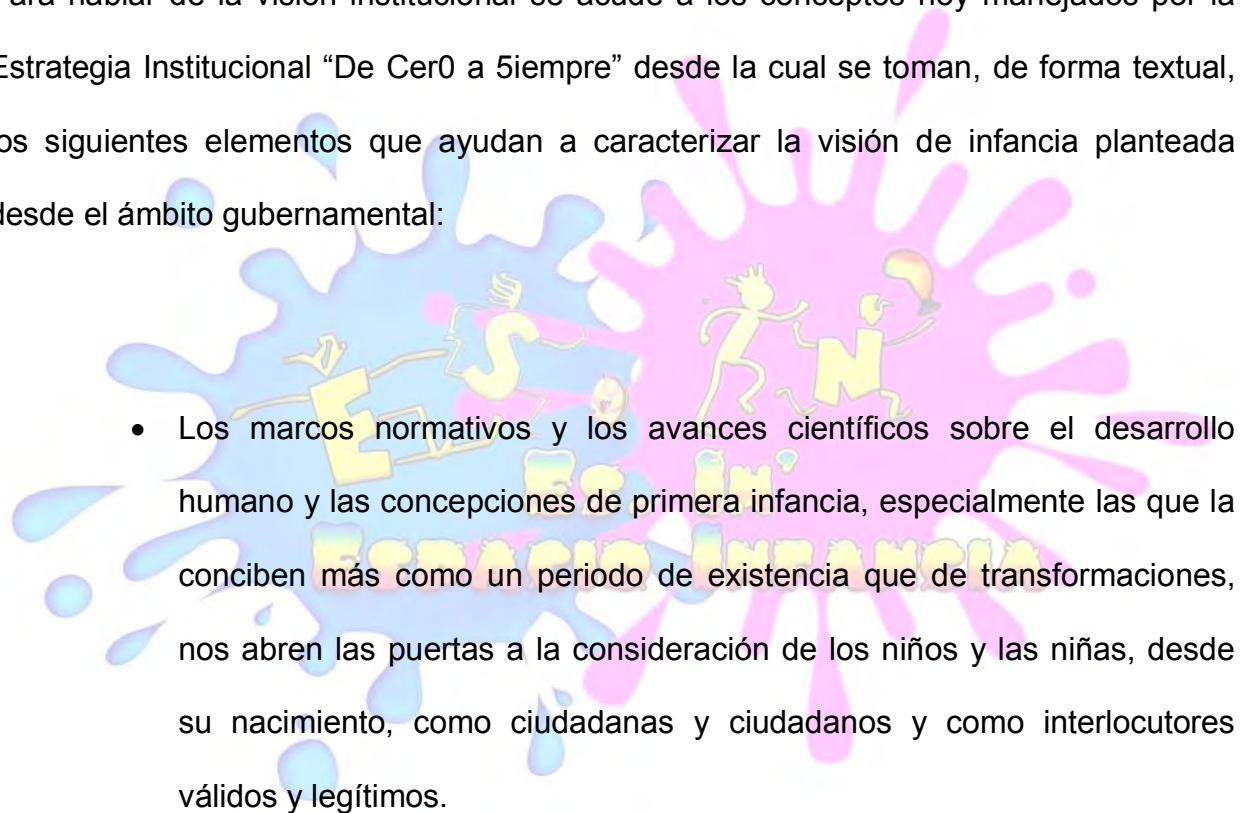 ara hablar de la visión institucional se acude a los conceptos hoy manejados por la
Estrategia Institucional “De Cer0 a 5iempre” desde la cual se toman, de forma textual,
os siguientes elementos que ayudan a caracterizar la visión de infancia planteada
desde el ámbito gubernamental:
E S N
• Los marcos normativos y los avances científicos sobre el desarrollo
humano y las concepciones de primera infancia, especialmente las que la
Es In'
conciben más como un periodo de existencia que de transformaciones,
Espacio Infancia
nos abren las puertas a la consideración de los niños y las niñas, desde
su nacimiento, como ciudadanas y ciudadanos y como interlocutores
válidos y legítimos.